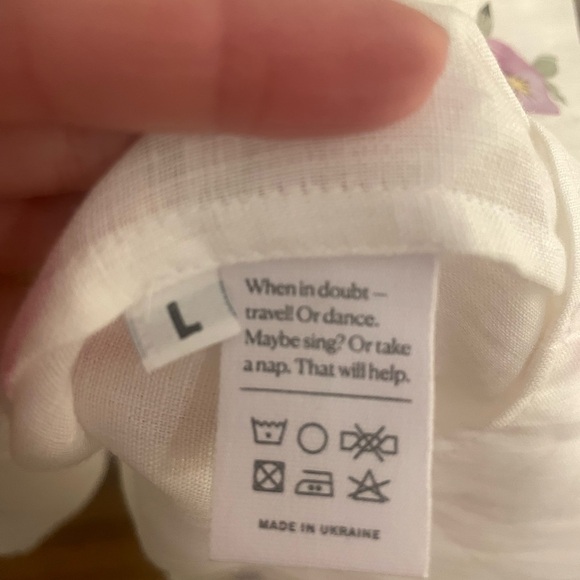 L
When in doubt —
travel! Or dance.
Maybe sing? Or take
a nap. That will help.
MADE IN UKRAINE